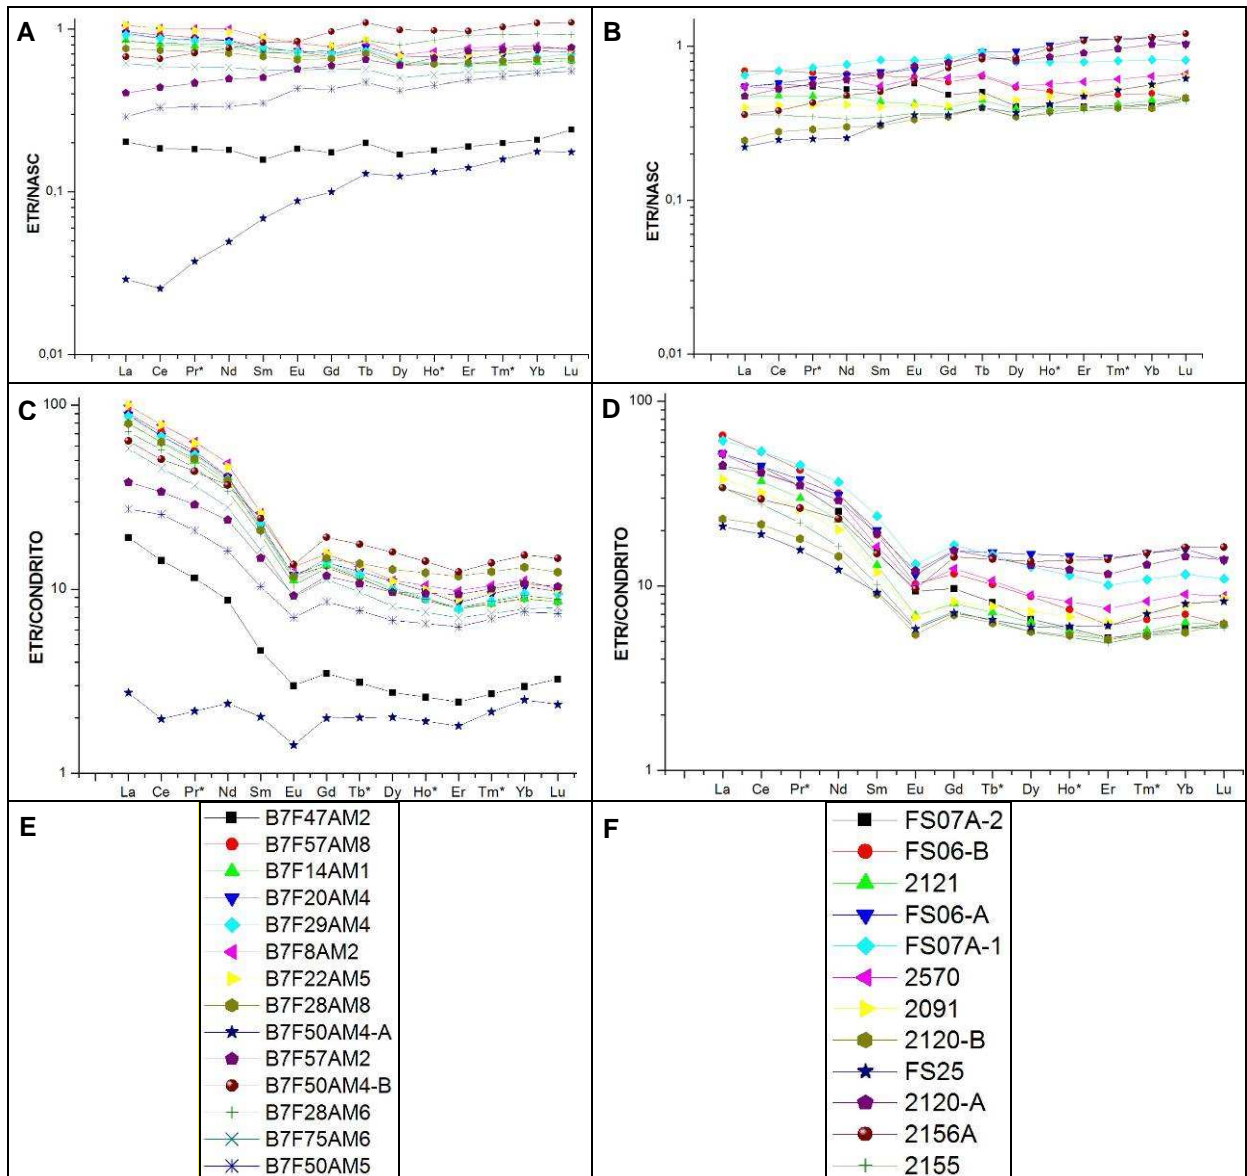 A
1
0,1
0,01
ETR/NASC
La Ce Pr* Nd Sm Eu Gd Tb Dy Ho* Er Tm* Yb Lu
B
1
0,1
0,01
ETR/NASC
La Ce Pr* Nd Sm Eu Gd Tb Dy Ho* Er Tm* Yb Lu
C
100
10
1
ETR/CONDRITO
La Ce Pr* Nd Sm Eu Gd Tb* Dy Ho* Er Tm* Yb Lu
D
100
10
1
ETR/CONDRITO
La Ce Pr* Nd Sm Eu Gd Tb* Dy Ho* Er Tm* Yb Lu
E
B7F47AM2
B7F57AM8
B7F14AM1
B7F20AM4
B7F29AM4
B7F8AM2
B7F22AM5
B7F28AM8
B7F50AM4-A
B7F57AM2
B7F50AM4-B
B7F28AM6
B7F75AM6
B7F50AM5
F
FS07A-2
FS06-B
2121
FS06-A
FS07A-1
2570
2091
2120-B
FS25
2120-A
2156A
2155